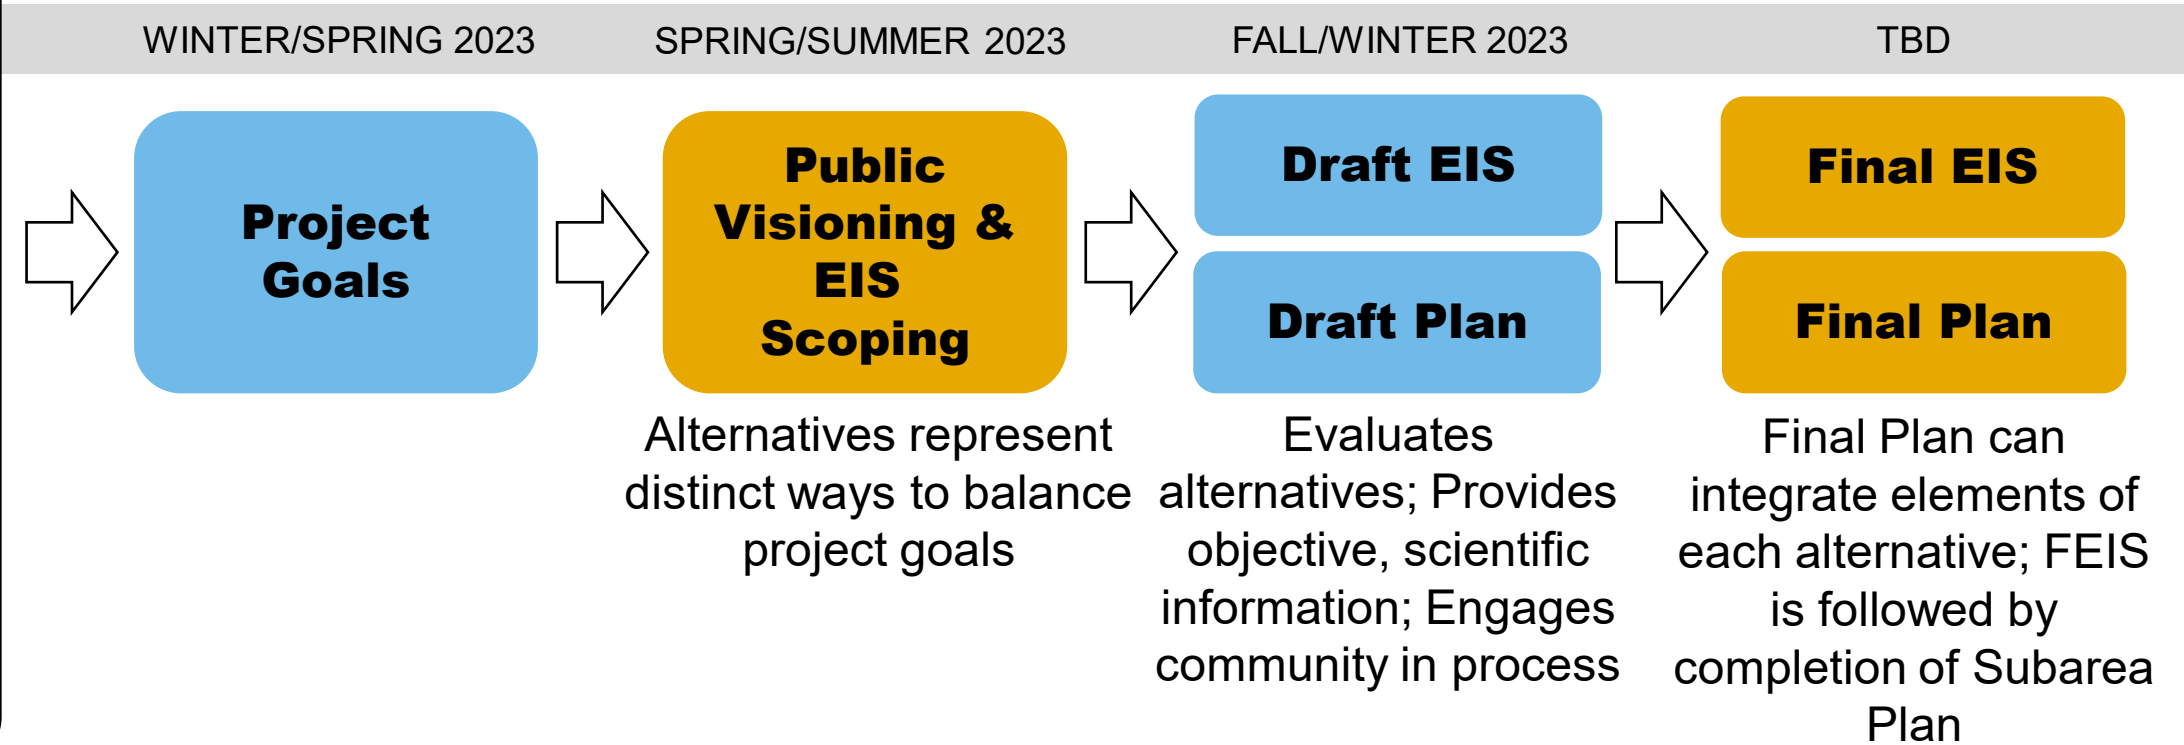 WINTER/SPRING 2023
SPRING/SUMMER 2023
FALL/WINTER 2023
TBD
Project
Goals
Public
Visioning &
EIS
Scoping
Draft EIS
Draft Plan
Final EIS
Final Plan
Alternatives represent
distinct ways to balance
project goals
Evaluates
alternatives; Provides
objective, scientific
information; Engages
community in process
Final Plan can
integrate elements of
each alternative; FEIS
is followed by
completion of Subarea
Plan